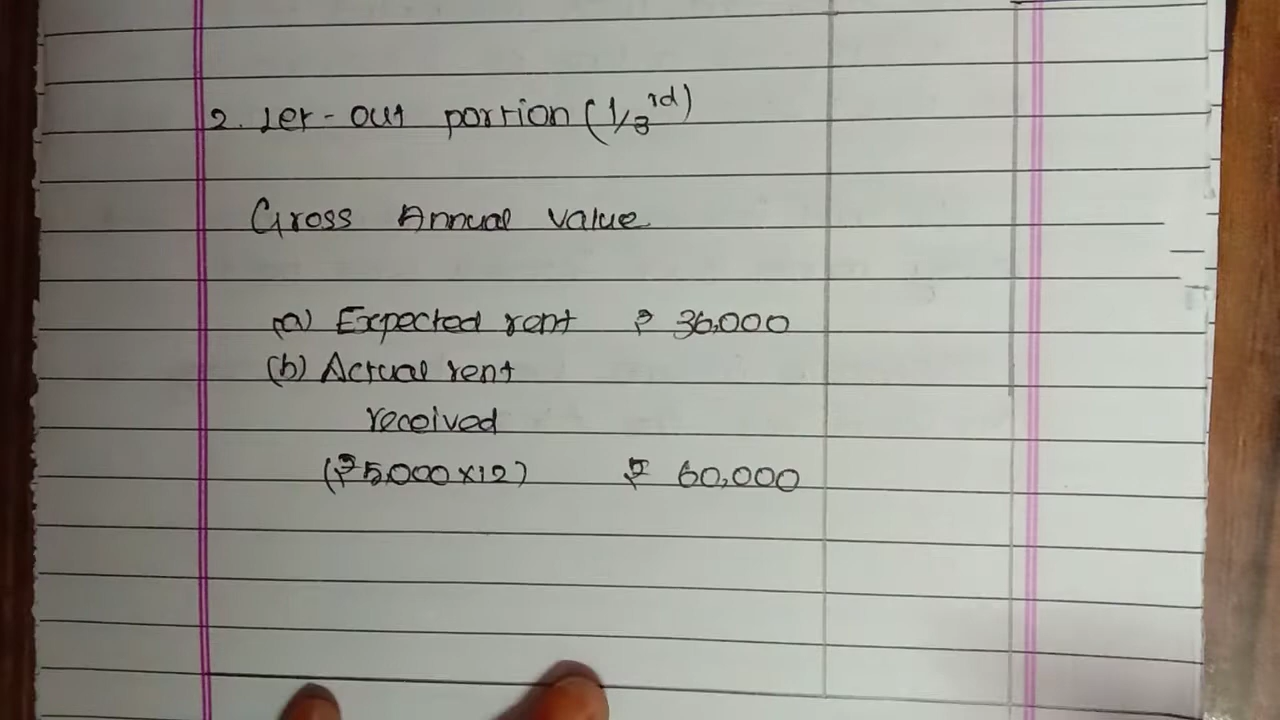 2. Let-out portion (1/3rd)
Gross Annual value
(a) Expected rent ₹ 36,000
(b) Actual rent
received
(₹5,000 x 12) ₹ 60,000